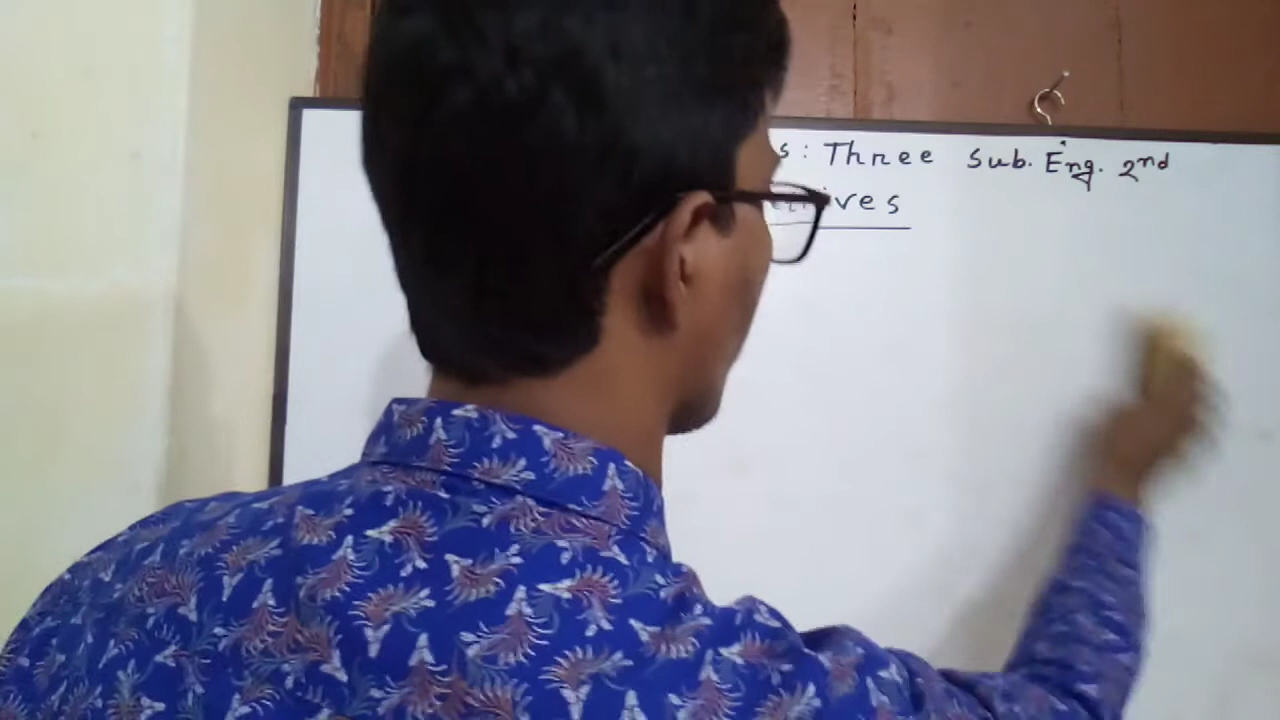 s: Three Sub. Eng. 2nd
ives